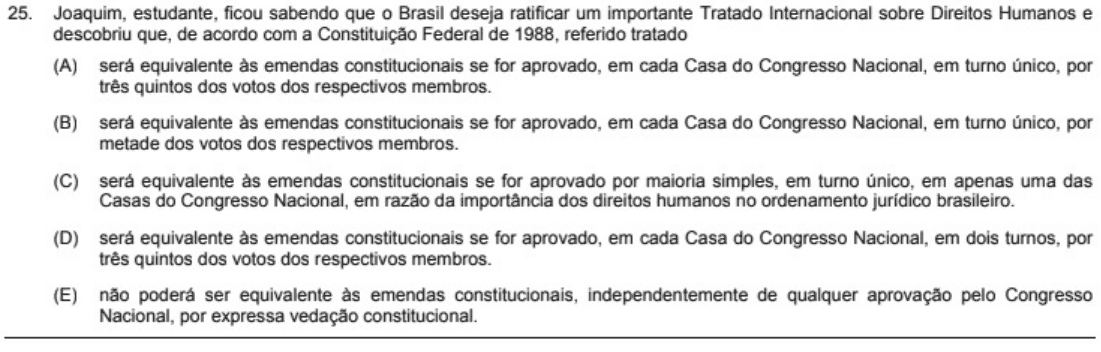 25. Joaquim, estudante, ficou sabendo que o Brasil deseja ratificar um importante Tratado Internacional sobre Direitos Humanos e
descobriu que, de acordo com a Constituição Federal de 1988, referido tratado
(A) será equivalente às emendas constitucionais se for aprovado, em cada Casa do Congresso Nacional, em turno único, por
três quintos dos votos dos respectivos membros.
(B) será equivalente às emendas constitucionais se for aprovado, em cada Casa do Congresso Nacional, em turno único, por
metade dos votos dos respectivos membros.
(C) será equivalente às emendas constitucionais se for aprovado por maioria simples, em turno único, em apenas uma das
Casas do Congresso Nacional, em razão da importância dos direitos humanos no ordenamento jurídico brasileiro.
(D) será equivalente às emendas constitucionais se for aprovado, em cada Casa do Congresso Nacional, em dois turnos, por
três quintos dos votos dos respectivos membros.
(E) não poderá ser equivalente às emendas constitucionais, independentemente de qualquer aprovação pelo Congresso
Nacional, por expressa vedação constitucional.